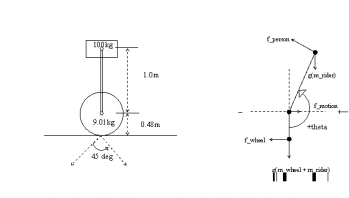 100kg
1.0m
9.01kg
0.48m
45 deg
f_person
g(m_rider)
f_motion
+theta
f_wheel
g(m_wheel + m_rider)